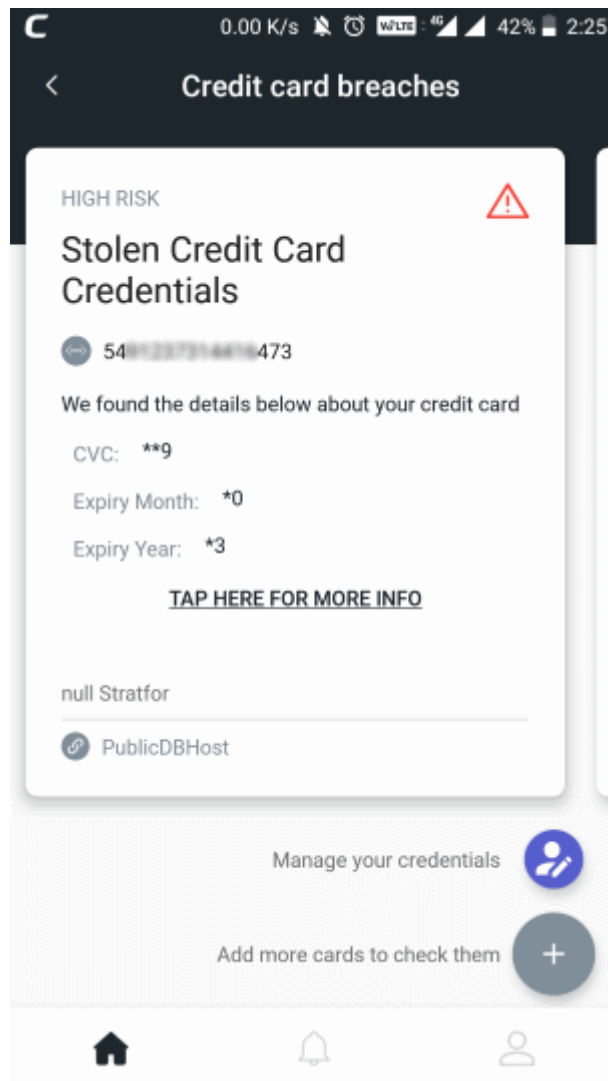 0.00 K/s VoLTE 4G 42% 2:25
Credit card breaches
HIGH RISK
Stolen Credit Card
Credentials
54 473
We found the details below about your credit card
CVC: **9
Expiry Month: *0
Expiry Year: *3
TAP HERE FOR MORE INFO
null Stratfor
PublicDBHost
Manage your credentials
Add more cards to check them